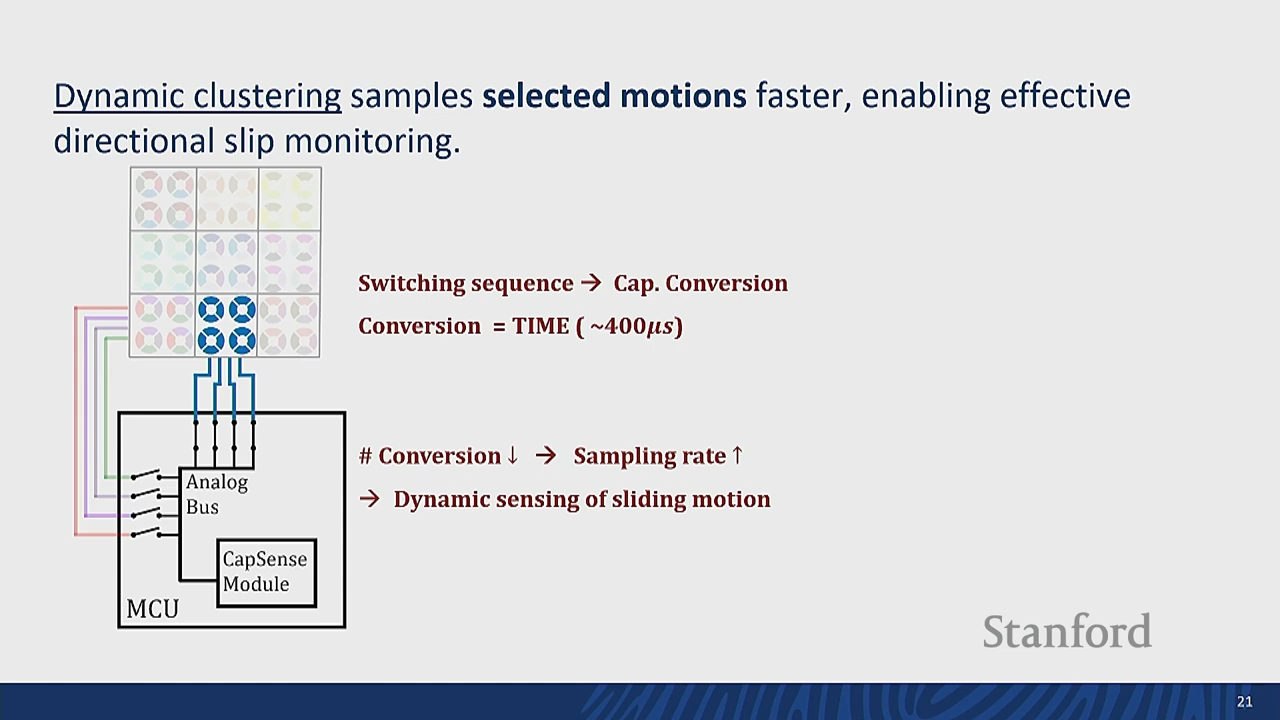 Dynamic clustering samples selected motions faster, enabling effective
directional slip monitoring.
Switching sequence → Cap. Conversion
Conversion = TIME ( ~400μs)
# Conversion ↓ → Sampling rate ↑
→ Dynamic sensing of sliding motion
Analog
Bus
CapSense
Module
MCU
Stanford
21